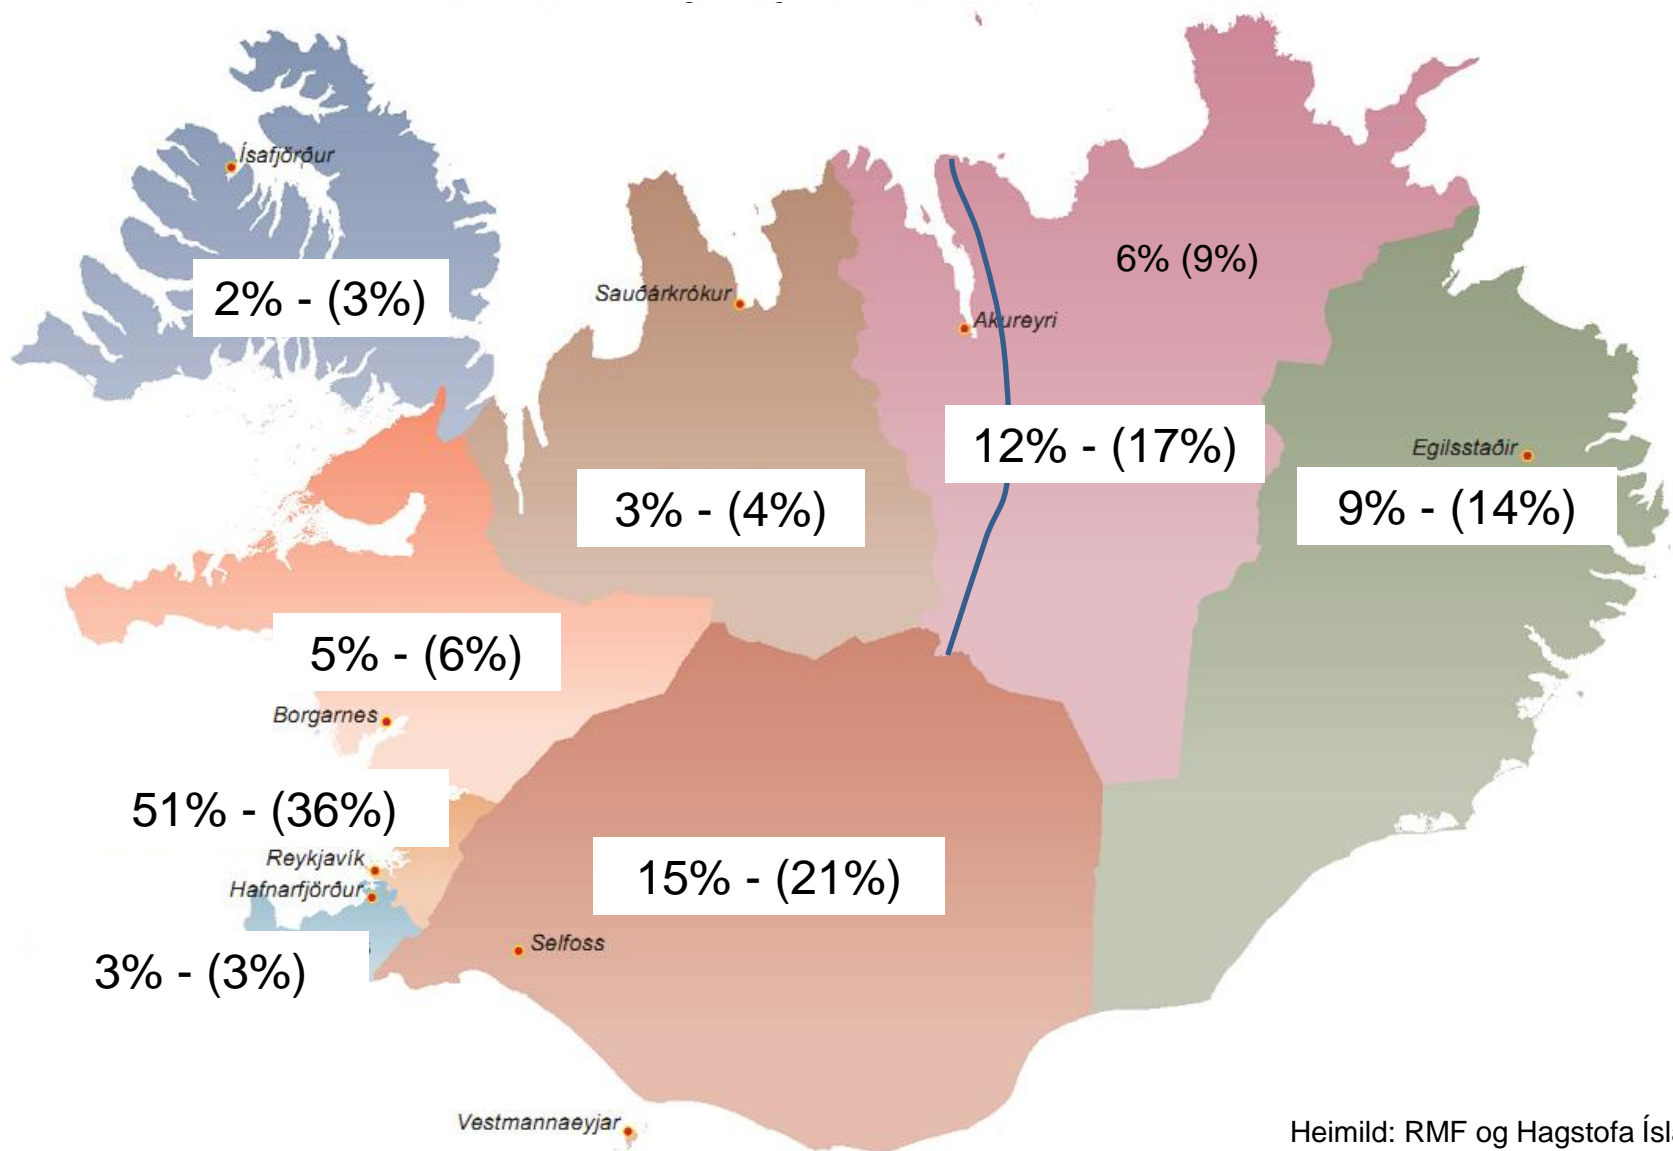 Ísafjörður
6% (9%)
2% - (3%)
Sauðárkrókur
Akureyri
12% - (17%)
Egilsstaðir
3% - (4%)
9% - (14%)
5% - (6%)
Borgarnes
51% - (36%)
Reykjavík
Hafnarfjörður
15% - (21%)
Selfoss
3% - (3%)
Vestmannaeyjar
Heimild: RMF og Hagstofa Ísl